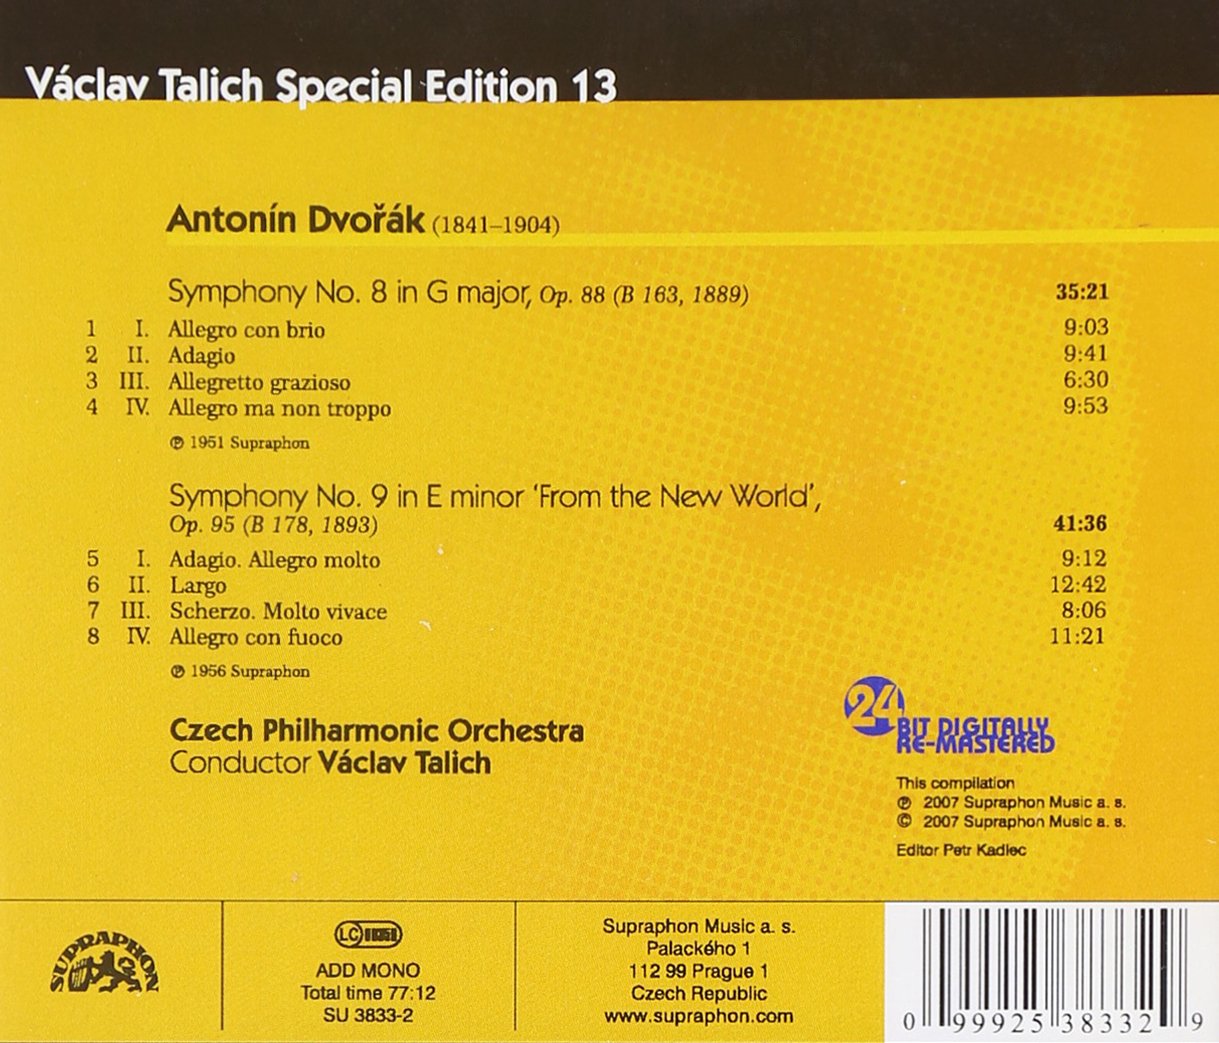 Václav Talich Special Edition 13
Antonín Dvořák (1841–1904)
Symphony No. 8 in G major, Op. 88 (B 163, 1889) 35:21
1 I. Allegro con brio 9:03
2 II. Adagio 9:41
3 III. Allegretto grazioso 6:30
4 IV. Allegro ma non troppo 9:53
℗ 1951 Supraphon
Symphony No. 9 in E minor ‘From the New World’,
Op. 95 (B 178, 1893) 41:36
5 I. Adagio. Allegro molto 9:12
6 II. Largo 12:42
7 III. Scherzo. Molto vivace 8:06
8 IV. Allegro con fuoco 11:21
℗ 1956 Supraphon
Czech Philharmonic Orchestra
Conductor Václav Talich
24
BIT DIGITALLY
RE-MASTERED
This compilation
℗ 2007 Supraphon Music a. s.
© 2007 Supraphon Music a. s.
Editor Petr Kadlec
SUPRAPHON
LC
ADD MONO
Total time 77:12
SU 3833-2
Supraphon Music a. s.
Palackého 1
112 99 Prague 1
Czech Republic
www.supraphon.com
0 99925 38332 9